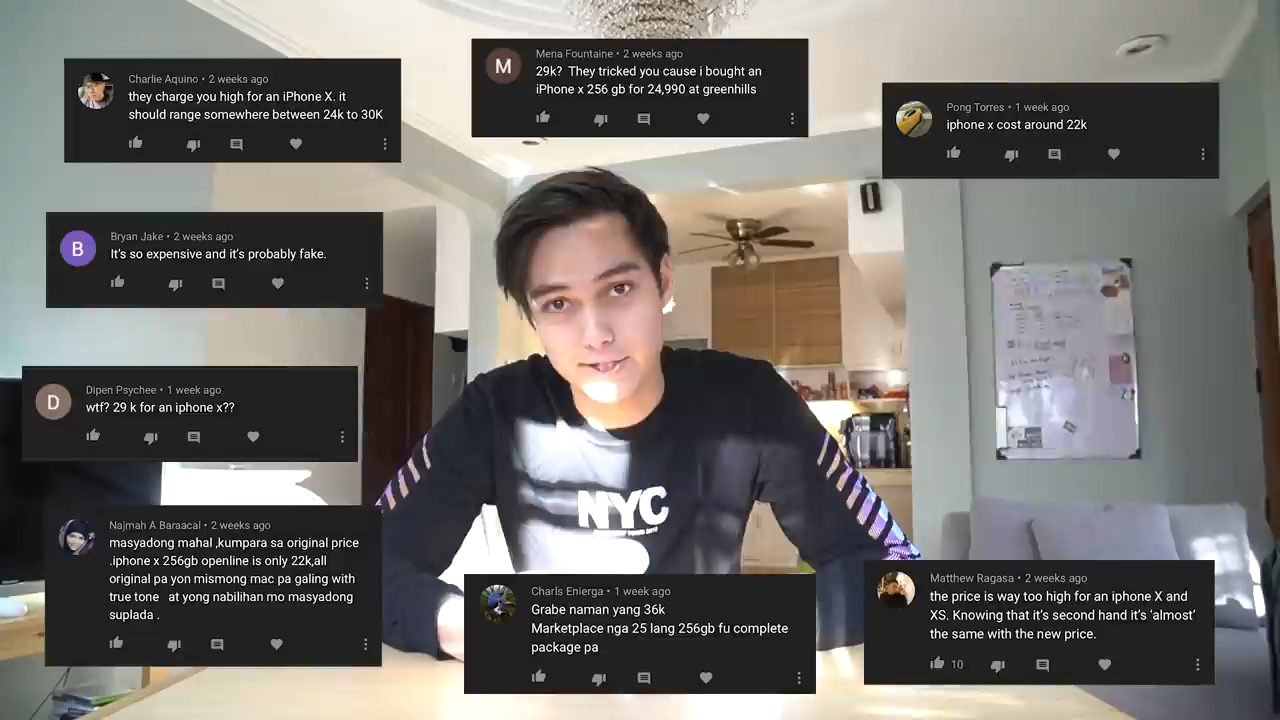 Charlie Aquino • 2 weeks ago
they charge you high for an iPhone X. it
should range somewhere between 24k to 30K
M
Mena Fountaine • 2 weeks ago
29k?  They tricked you cause i bought an
iPhone x 256 gb for 24,990 at greenhills
Pong Torres • 1 week ago
iphone x cost around 22k
B
Bryan Jake • 2 weeks ago
It's so expensive and it's probably fake.
D
Dipen Psychee • 1 week ago
wtf? 29 k for an iphone x??
Najmah A Baraacal • 2 weeks ago
masyadong mahal ,kumpara sa original price
.iphone x 256gb openline is only 22k,all
original pa yon mismong mac pa galing with
true tone   at yong nabilihan mo masyadong
suplada .
NYC
Charls Enierga • 1 week ago
Grabe naman yang 36k
Marketplace nga 25 lang 256gb fu complete
package pa
Matthew Ragasa • 2 weeks ago
the price is way too high for an iphone X and
XS. Knowing that it's second hand it's 'almost'
the same with the new price.
10